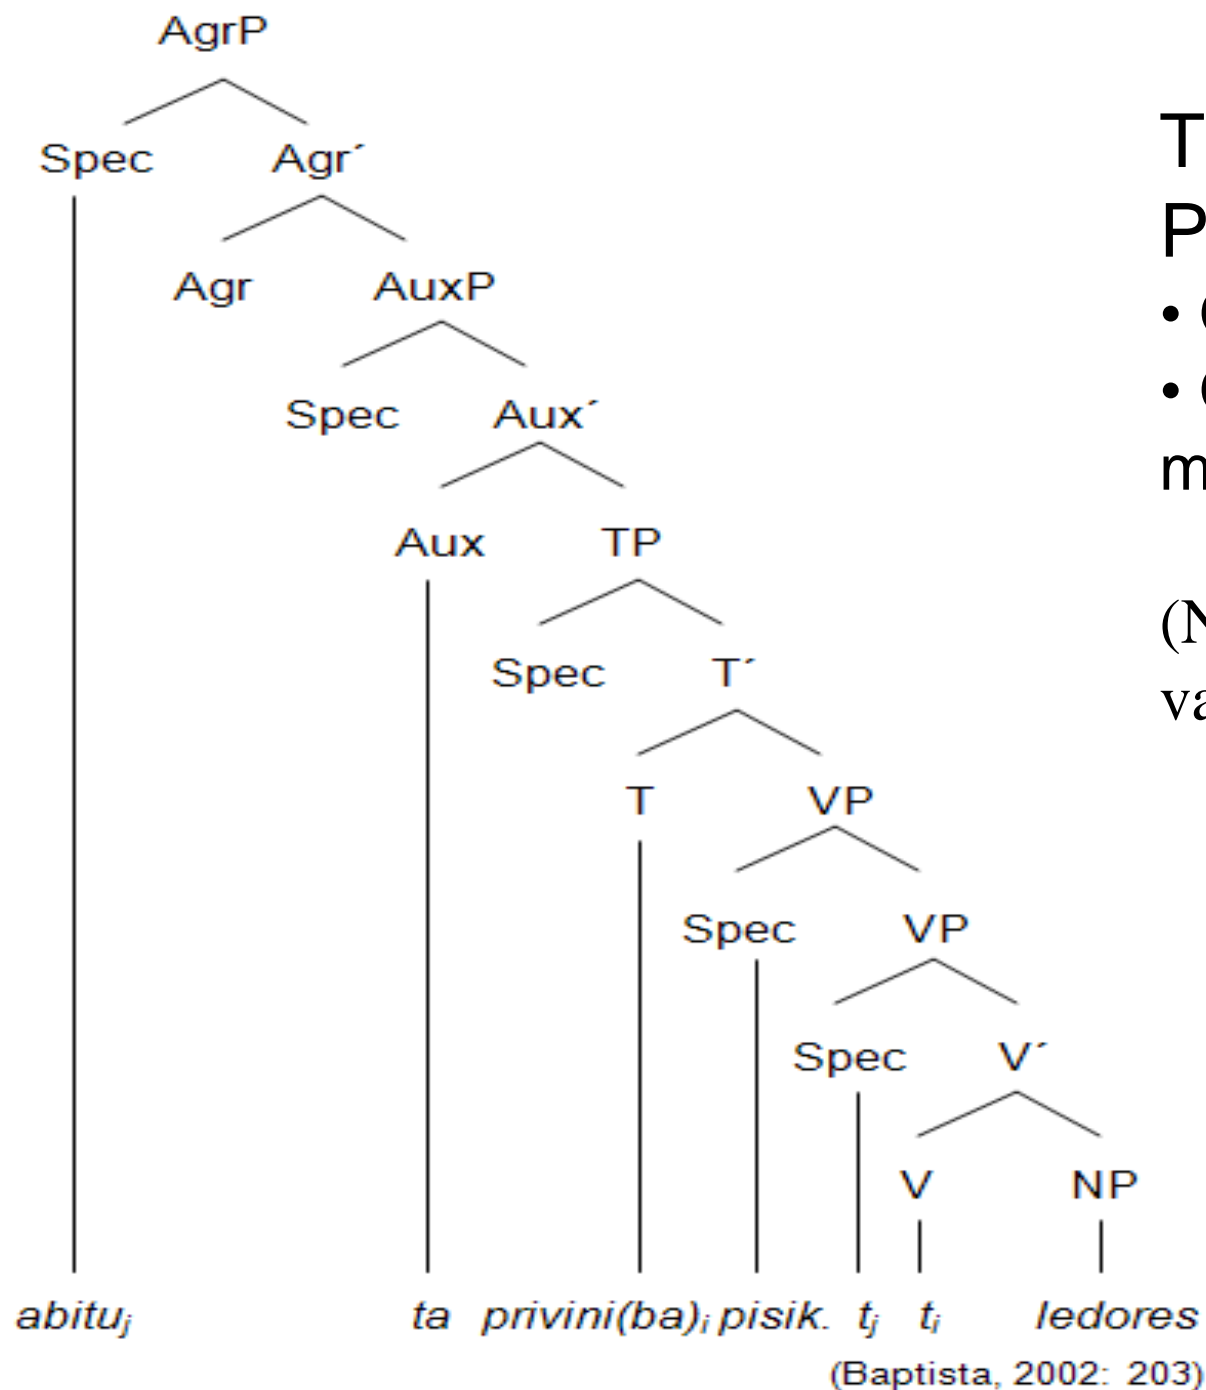 AgrP
Spec Agr´
Agr AuxP
Spec Aux´
Aux TP
Spec T´
T VP
Spec VP
Spec V´
V NP
abituj ta privini(ba)i pisik. tj ti ledores
(Baptista, 2002: 203)
T
P
•
•
m
(N
va